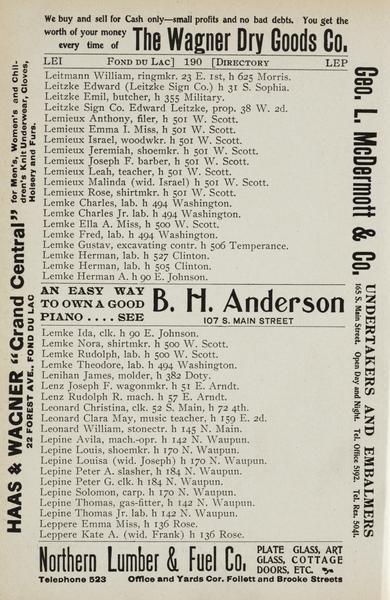 We buy and sell for Cash only—small profits and no bad debts. You get the
worth of your money
every time of
The Wagner Dry Goods Co.
LEI FOND DU LAC] 190 [DIRECTORY LEP
Leitmann William, ringmkr. 23 E. 1st, h 625 Morris.
Leitzke Edward (Leitzke Sign Co.) h 31 S. Sophia.
Leitzke Emil, butcher, h 355 Military.
Leitzke Sign Co. Edward Leitzke, prop. 38 W. 2d.
Lemieux Anthony, filer, h 501 W. Scott.
Lemieux Emma I. Miss, h 501 W. Scott.
Lemieux Israel, woodwkr. h 501 W. Scott.
Lemieux Jeremiah, shoemkr. h 501 W. Scott.
Lemieux Joseph F. barber, h 501 W. Scott.
Lemieux Leah, teacher, h 501 W. Scott.
Lemieux Malinda (wid. Israel) h 501 W. Scott.
Lemieux Rose, shirtmkr. h 501 W. Scott.
Lemke Charles, lab. h 494 Washington.
Lemke Charles Jr. lab. h 494 Washington.
Lemke Ella A. Miss, h 500 W. Scott.
Lemke Fred, lab. h 494 Washington.
Lemke Gustav, excavating contr. h 506 Temperance.
Lemke Herman, lab. h 527 Clinton.
Lemke Herman, lab. h 505 Clinton.
Lemke Herman A. h 90 E. Johnson.
AN EASY WAY
TO OWN A GOOD
PIANO .... SEE
B. H. Anderson
107 S. MAIN STREET
Lemke Ida, clk. h 90 E. Johnson.
Lemke Nora, shirtmkr. h 500 W. Scott.
Lemke Rudolph, lab. h 500 W. Scott.
Lemke Theodore, lab. h 494 Washington.
Lenihan James, molder, h 382 Doty.
Lenz Joseph F. wagonmkr. h 51 E. Arndt.
Lenz Rudolph R. mach. h 57 E. Arndt.
Leonard Christina, clk. 52 S. Main, h 72 4th.
Leonard Clara May, music teacher, h 159 E. 2d.
Leonard William, stonectr. h 145 N. Main.
Lepine Avila, mach.-opr. h 142 N. Waupun.
Lepine Louis, shoemkr. h 170 N. Waupun.
Lepine Louisa (wid. Joseph) h 170 N. Waupun.
Lepine Peter A. slasher, h 184 N. Waupun.
Lepine Peter G. clk. h 184 N. Waupun.
Lepine Solomon, carp. h 170 N. Waupun.
Lepine Thomas, gas-fitter, h 142 N. Waupun.
Lepine Thomas Jr. lab. h 142 N. Waupun.
Leppere Emma Miss, h 136 Rose.
Leppere Kate A. (wid. Frank) h 136 Rose.
Northern Lumber & Fuel Co.
PLATE GLASS, ART
GLASS, COTTAGE
DOORS, ETC.
Telephone 523 Office and Yards Cor. Follett and Brooke Streets
HAAS & WAGNER "Grand Central"
22 FOREST AVE., FOND DU LAC
for Men's, Women's and Chil-
dren's Knit Underwear, Gloves,
Hosiery and Furs.
Geo. L. McDermott & Co.
UNDERTAKERS AND EMBALMERS
165 S. Main Street. Open Day and Night. Tel. Office 5092. Tel. Res. 5041.